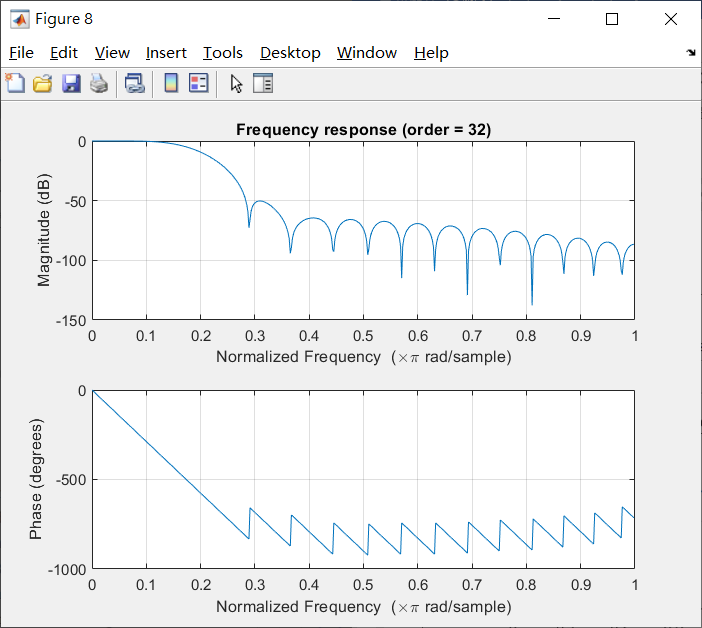 Figure 8
File Edit View Insert Tools Desktop Window Help
Frequency response (order = 32)
Magnitude (dB)
0
-50
-100
-150
0 0.1 0.2 0.3 0.4 0.5 0.6 0.7 0.8 0.9 1
Normalized Frequency (×π rad/sample)
Phase (degrees)
0
-500
-1000
0 0.1 0.2 0.3 0.4 0.5 0.6 0.7 0.8 0.9 1
Normalized Frequency (×π rad/sample)